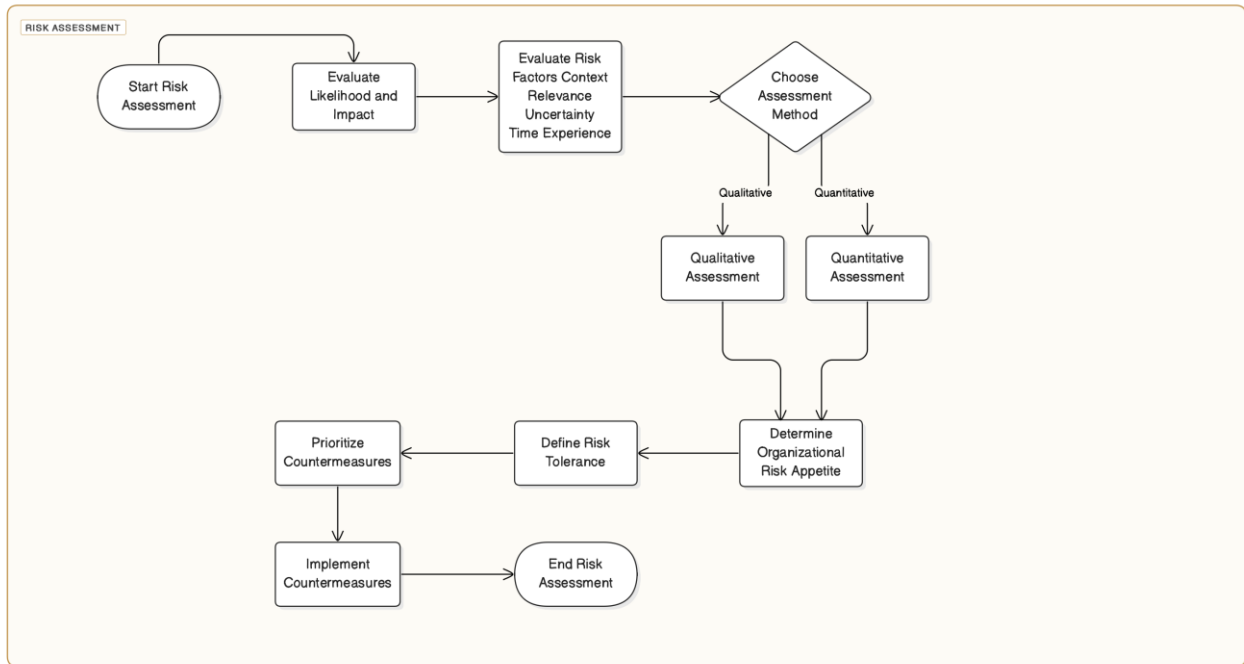 RISK ASSESSMENT
Start Risk
Assessment
Evaluate
Likelihood and
Impact
Evaluate Risk
Factors Context
Relevance
Uncertainty
Time Experience
Choose
Assessment
Method
Qualitative
Quantitative
Qualitative
Assessment
Quantitative
Assessment
Determine
Organizational
Risk Appetite
Define Risk
Tolerance
Prioritize
Countermeasures
Implement
Countermeasures
End Risk
Assessment